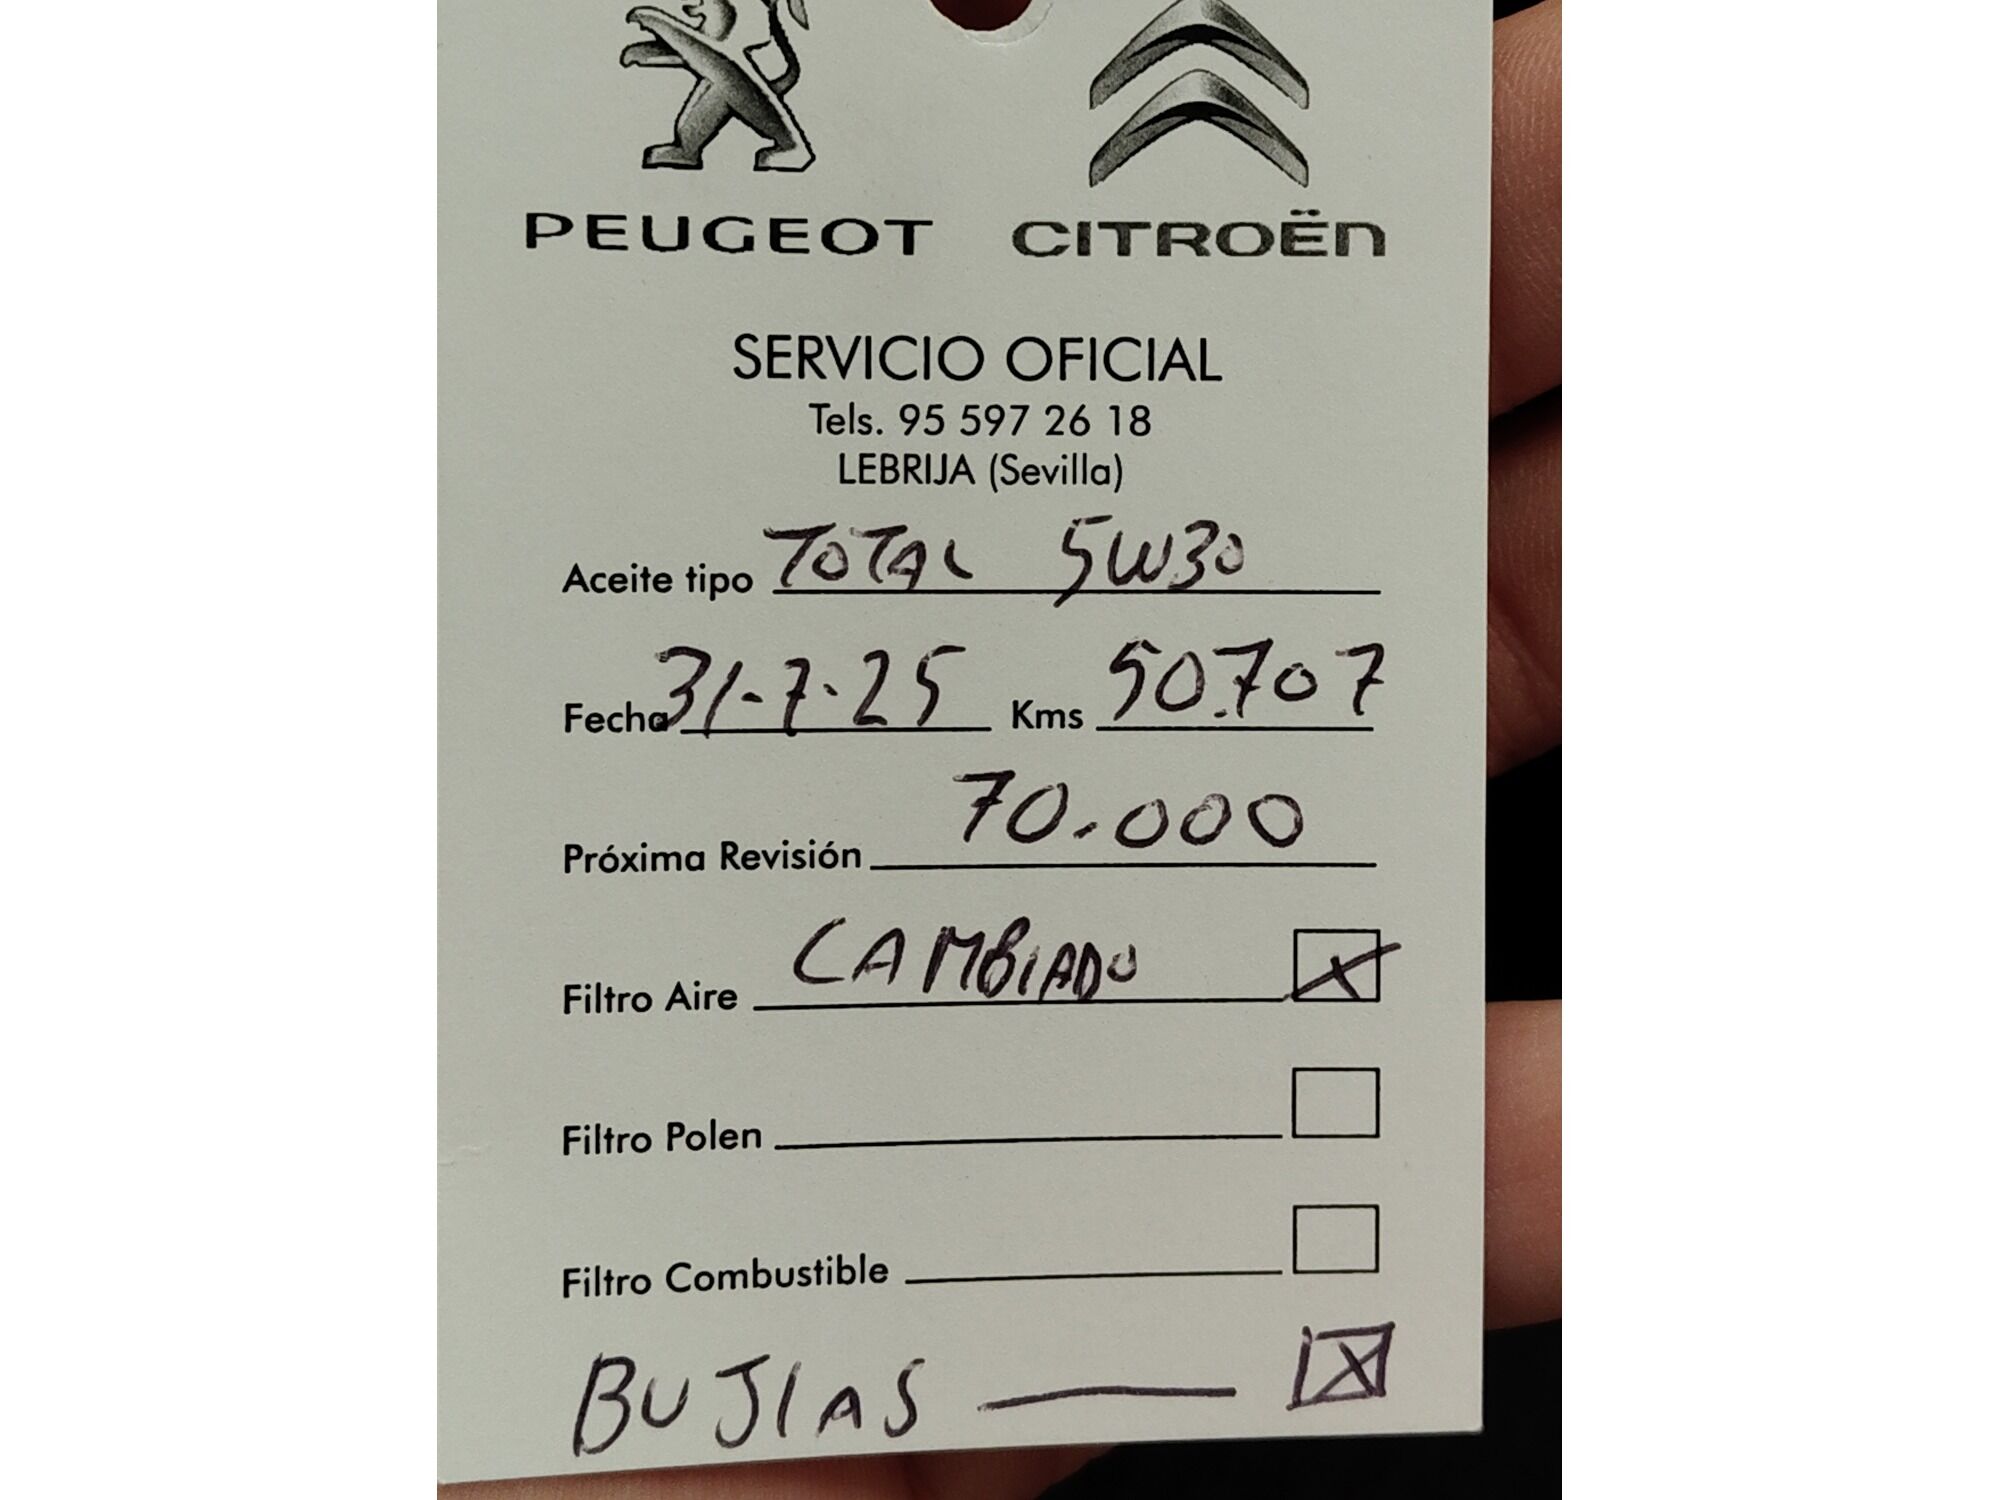 PEUGEOT CITROËN
SERVICIO OFICIAL
Tels. 95 597 26 18
LEBRIJA (Sevilla)
Aceite tipo TOTAL 5W30
Fecha 31-7-25 Kms 50.707
Próxima Revisión 70.000
Filtro Aire CAMBIADO X
Filtro Polen
Filtro Combustible
BUJIAS — X